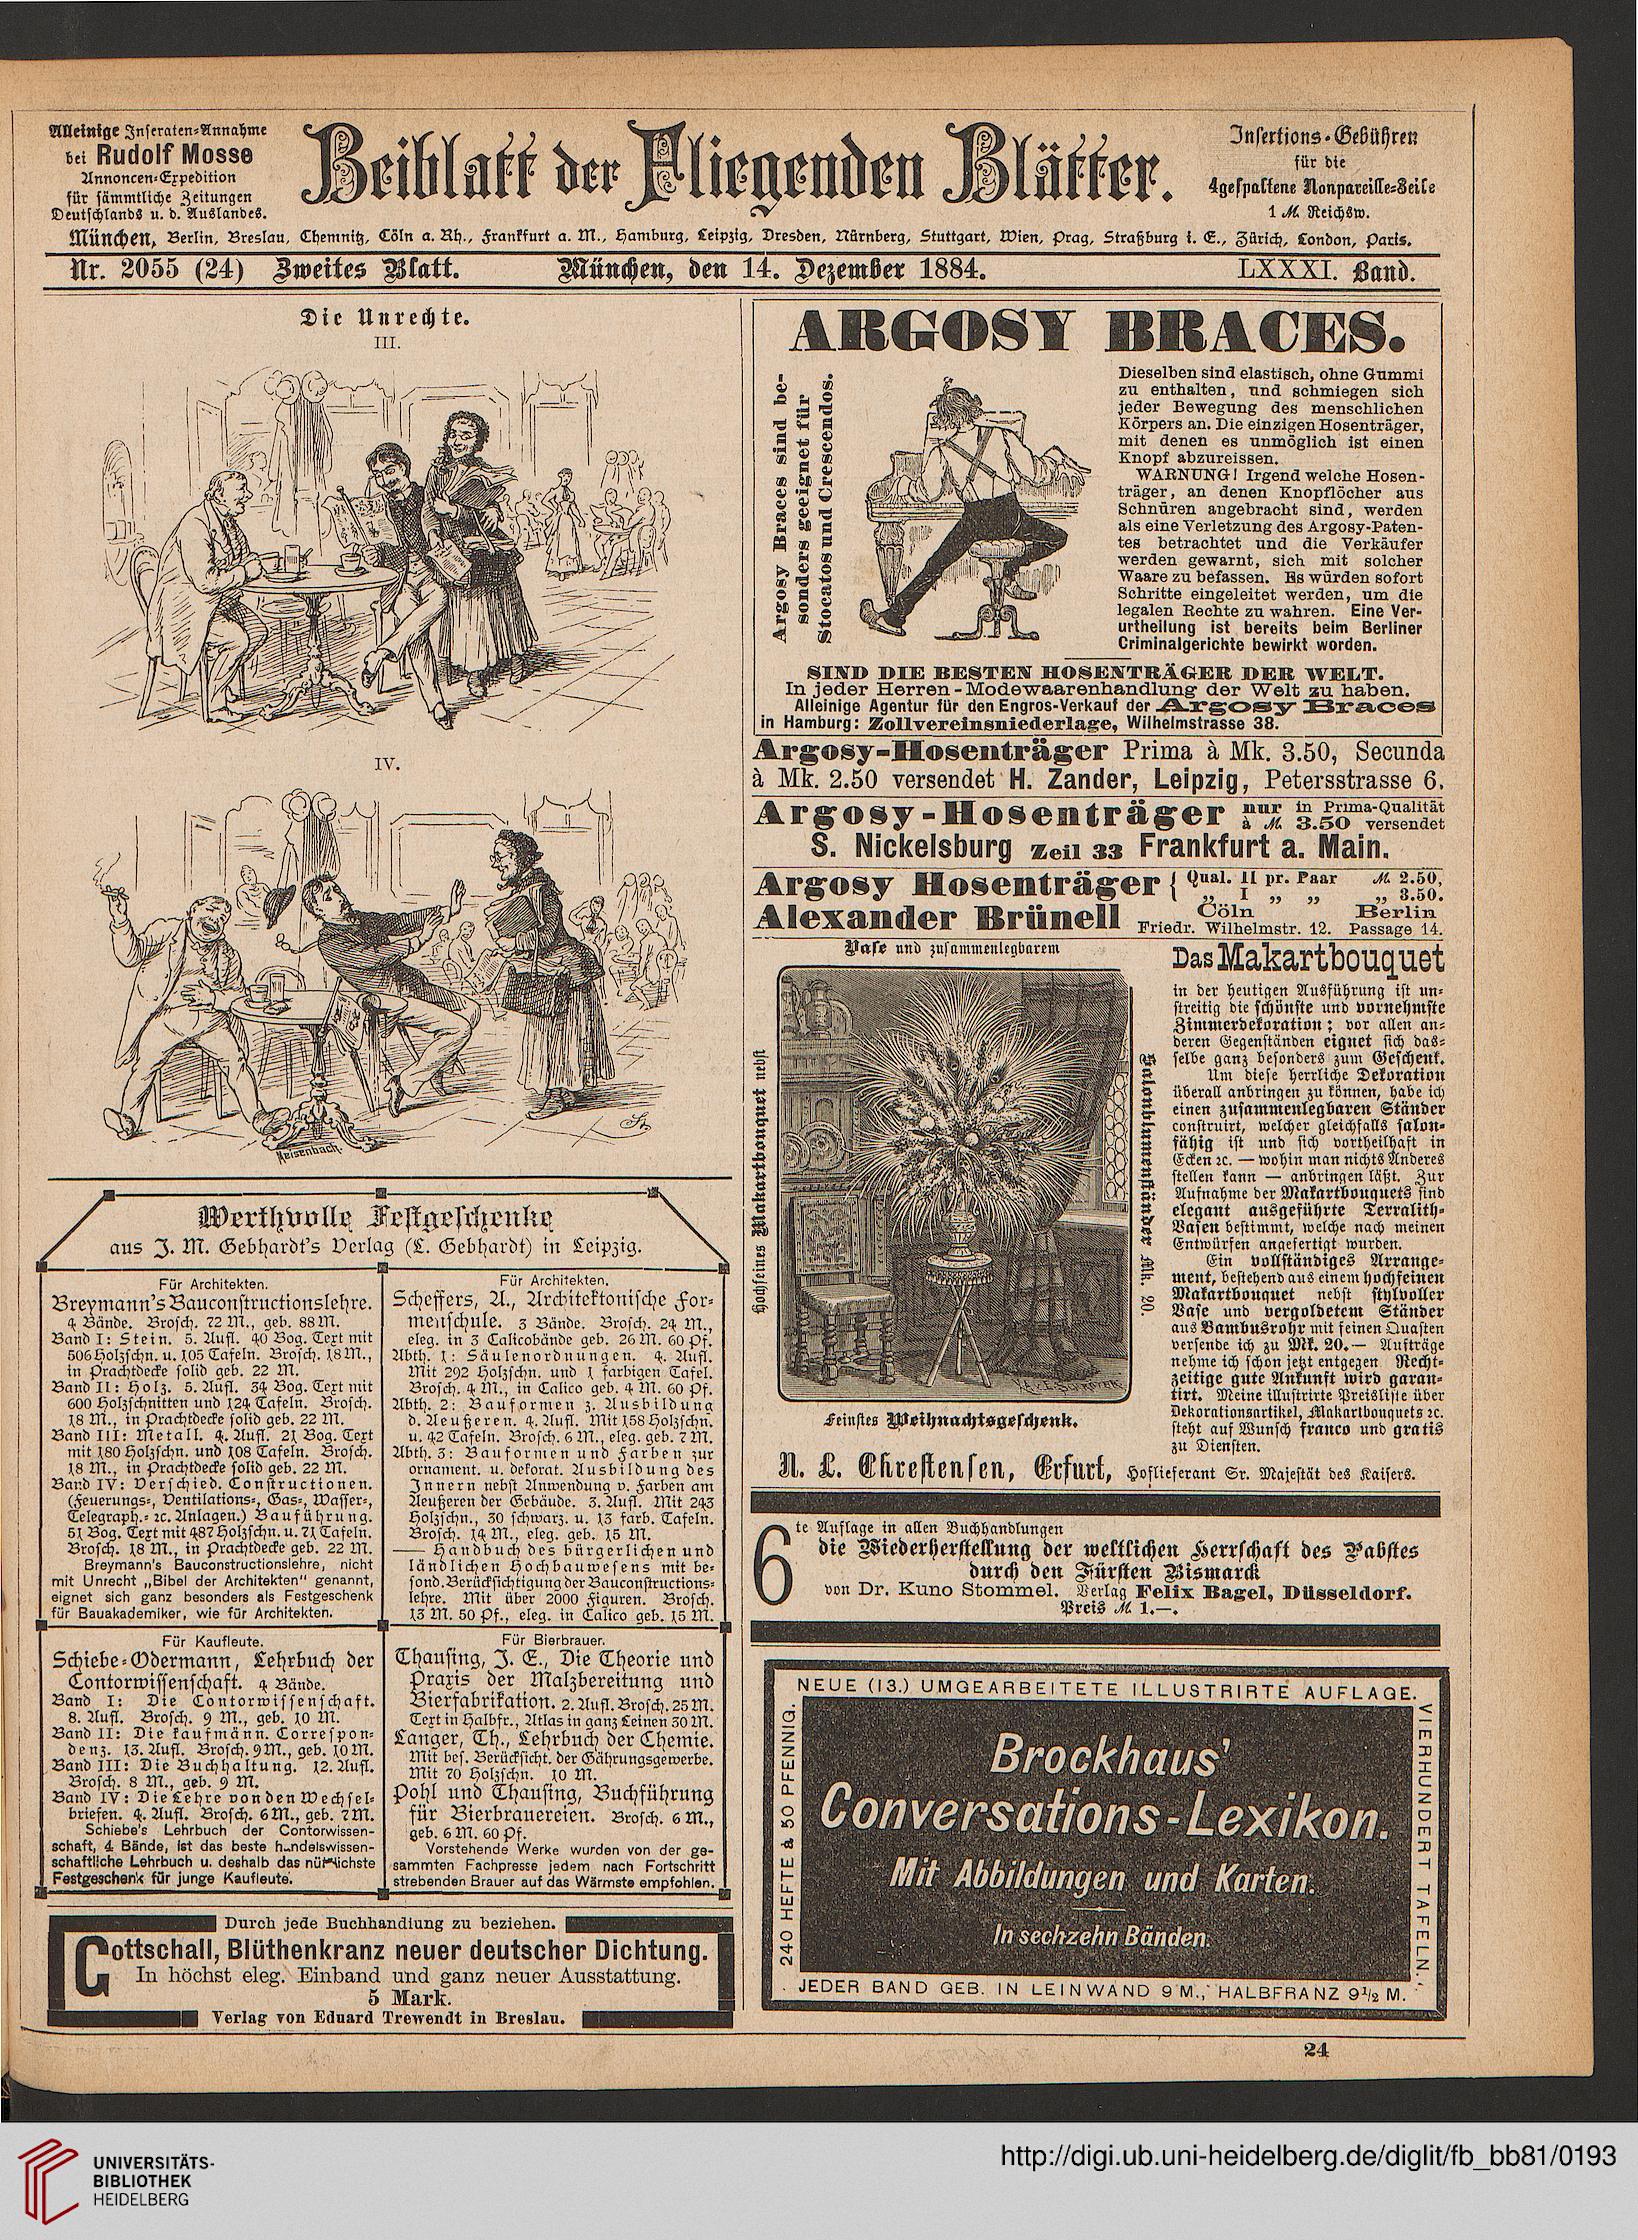 Alleinige Inseraten-Annahme
bei Rudolf Mosse
Annoncen-Expedition
für sämmtliche Zeitungen
Deutschlands u. d. Auslandes.
Beiblatt der Fliegenden Blätter.
Insertions-Gebühren
für die
4gespaltene Nonpareille-Zeile
1 M. Reichsw.
München, Berlin, Breslau, Chemnitz, Cöln a. Rh., Frankfurt a. M., Hamburg, Leipzig, Dresden, Nürnberg, Stuttgart, Wien, Prag, Straßburg i. E., Zürich, London, Paris.
Nr. 2055 (24) Zweites Blatt. München, den 14. Dezember 1884. LXXXI. Band.
Die Unrechte.
III.
IV.
Meisenbach
Werthvolle Festgeschenke
aus J. M. Gebhardt's Verlag (L. Gebhardt) in Leipzig.
Für Architekten.
Breymann's Bauconstructionslehre.
4 Bände. Brosch. 72 M., geb. 88 M.
Band I: Stein. 5. Aufl. 40 Bog. Text mit
506 Holzschn. u. 105 Tafeln. Brosch. 18 M.,
in Prachtdecke solid geb. 22 M.
Band II: Holz. 5. Aufl. 34 Bog. Text mit
600 Holzschnitten und 124 Tafeln. Brosch.
18 M., in Prachtdecke solid geb. 22 M.
Band III: Metall. 4. Aufl. 21 Bog. Text
mit 180 Holzschn. und 108 Tafeln. Brosch.
18 M., in Prachtdecke solid geb. 22 M.
Band IV: Verschied. Constructionen.
(Feuerungs-, Ventilations-, Gas-, Wasser-,
Telegraph.- ꝛc. Anlagen.) Bauführung.
51 Bog. Text mit 487 Holzschn. u. 71 Tafeln.
Brosch. 18 M., in Prachtdecke geb. 22 M.
Breymann's Bauconstructionslehre, nicht
mit Unrecht „Bibel der Architekten" genannt,
eignet sich ganz besonders als Festgeschenk
für Bauakademiker, wie für Architekten.
Für Architekten.
Scheffers, A., Architektonische For-
menschule. 3 Bände. Brosch. 24 M.,
eleg. in 3 Calicobände geb. 26 M. 60 Pf.
Abth. 1: Säulenordnungen. 4. Aufl.
Mit 292 Holzschn. und 1 farbigen Tafel.
Brosch. 4 M., in Calico geb. 4 M. 60 Pf.
Abth. 2: Bauformen z. Ausbildung
d. Aeußeren. 4. Aufl. Mit 158 Holzschn.
u. 42 Tafeln. Brosch. 6 M., eleg. geb. 7 M.
Abth. 3: Bauformen und Farben zur
ornament. u. dekorat. Ausbildung des
Innern nebst Anwendung v. Farben am
Aeußeren der Gebäude. 3. Aufl. Mit 243
Holzschn., 30 schwarz. u. 13 farb. Tafeln.
Brosch. 14 M., eleg. geb. 15 M.
— Handbuch des bürgerlichen und
ländlichen Hochbauwesens mit be-
sond. Berücksichtigung der Bauconstructions-
lehre. Mit über 2000 Figuren. Brosch.
13 M. 50 Pf., eleg. in Calico geb. 15 M.
Für Kaufleute.
Schiebe-Odermann, Lehrbuch der
Contorwissenschaft. 4 Bände.
Band I: Die Contorwissenschaft.
8. Aufl. Brosch. 9 M., geb. 10 M.
Band II: Die kaufmänn. Correspon-
denz. 13. Aufl. Brosch. 9 M., geb. 10 M.
Band III: Die Buchhaltung. 12. Aufl.
Brosch. 8 M., geb. 9 M.
Band IV: Die Lehre von den Wechsel-
briefen. 4. Aufl. Brosch. 6 M., geb. 7 M.
Schiebe's Lehrbuch der Contorwissen-
schaft, 4 Bände, ist das beste handelswissen-
schaftliche Lehrbuch u. deshalb das nützlichste
Festgeschenk für junge Kaufleute.
Für Bierbrauer.
Thausing, J. E., Die Theorie und
Praxis der Malzbereitung und
Bierfabrikation. 2. Aufl. Brosch. 25 M.
Text in Halbfr., Atlas in ganz Leinen 30 M.
Langer, Th., Lehrbuch der Chemie.
Mit bes. Berücksicht. der Gährungsgewerbe.
Mit 70 Holzschn. 10 M.
Pohl und Thausing, Buchführung
für Bierbrauereien. Brosch. 6 M.,
geb. 6 M. 60 Pf.
Vorstehende Werke wurden von der ge-
sammten Fachpresse jedem nach Fortschritt
strebenden Brauer auf das Wärmste empfohlen.
Durch jede Buchhandlung zu beziehen.
Gottschall, Blüthenkranz neuer deutscher Dichtung.
In höchst eleg. Einband und ganz neuer Ausstattung.
5 Mark.
Verlag von Eduard Trewendt in Breslau.
ARGOSY BRACES.
Argosy Braces sind be-
sonders geeignet für
Stocatos und Crescendos.
Dieselben sind elastisch, ohne Gummi
zu enthalten, und schmiegen sich
jeder Bewegung des menschlichen
Körpers an. Die einzigen Hosenträger,
mit denen es unmöglich ist einen
Knopf abzureissen.
WARNUNG! Irgend welche Hosen-
träger, an denen Knopflöcher aus
Schnüren angebracht sind, werden
als eine Verletzung des Argosy-Paten-
tes betrachtet und die Verkäufer
werden gewarnt, sich mit solcher
Waare zu befassen. Es würden sofort
Schritte eingeleitet werden, um die
legalen Rechte zu wahren. Eine Ver-
urtheilung ist bereits beim Berliner
Criminalgerichte bewirkt worden.
SIND DIE BESTEN HOSENTRÄGER DER WELT.
In jeder Herren-Modewaarenhandlung der Welt zu haben.
Alleinige Agentur für den Engros-Verkauf der Argosy Braces
in Hamburg: Zollvereinsniederlage, Wilhelmstrasse 38.
Argosy-Hosenträger Prima à Mk. 3.50, Secunda
à Mk. 2.50 versendet H. Zander, Leipzig, Petersstrasse 6.
Argosy-Hosenträger nur in Prima-Qualität
à M. 3.50 versendet
S. Nickelsburg Zeil 33 Frankfurt a. Main.
Argosy Hosenträger { Qual. II pr. Paar M. 2.50,
„ I „ „ „ 3.50.
Alexander Brünell Cöln Berlin
Friedr. Wilhelmstr. 12. Passage 14.
Hochfeines Makartbouquet nebst
Vase und zusammenlegbarem
Salonblumenständer Mk. 20.
Feinstes Weihnachtsgeschenk.
Das Makartbouquet
in der heutigen Ausführung ist un-
streitig die schönste und vornehmste
Zimmerdekoration; vor allen an-
deren Gegenständen eignet sich das-
selbe ganz besonders zum Geschenk.
Um diese herrliche Dekoration
überall anbringen zu können, habe ich
einen zusammenlegbaren Ständer
construirt, welcher gleichfalls salon-
fähig ist und sich vortheilhaft in
Ecken ꝛc. — wohin man nichts Anderes
stellen kann — anbringen läßt. Zur
Aufnahme der Makartbouquets sind
elegant ausgeführte Terralith-
Vasen bestimmt, welche nach meinen
Entwürfen angefertigt wurden.
Ein vollständiges Arrange-
ment, bestehend aus einem hochfeinen
Makartbouquet nebst stylvoller
Vase und vergoldetem Ständer
aus Bambusrohr mit feinen Quasten
versende ich zu Mk. 20.— Aufträge
nehme ich schon jetzt entgegen. Recht-
zeitige gute Ankunft wird garan-
tirt. Meine illustrirte Preisliste über
Dekorationsartikel, Makartbouquets ꝛc.
steht auf Wunsch franco und gratis
zu Diensten.
N. L. Chrestensen, Erfurt, Hoflieferant Sr. Majestät des Kaisers.
6te Auflage in allen Buchhandlungen
die Wiederherstellung der weltlichen Herrschaft des Pabstes
durch den Fürsten Bismarck
von Dr. Kuno Stommel. Verlag Felix Bagel, Düsseldorf.
Preis M. 1.—.
NEUE (13.) UMGEARBEITETE ILLUSTRIRTE AUFLAGE.
240 HEFTE à 50 PFENNIG.
Brockhaus'
Conversations-Lexikon.
Mit Abbildungen und Karten.
In sechzehn Bänden.
VIERHUNDERT TAFELN.
JEDER BAND GEB. IN LEINWAND 9 M., HALBFRANZ 9½ M.
24
UNIVERSITÄTS-
BIBLIOTHEK
HEIDELBERG
http://digi.ub.uni-heidelberg.de/diglit/fb_bb81/0193